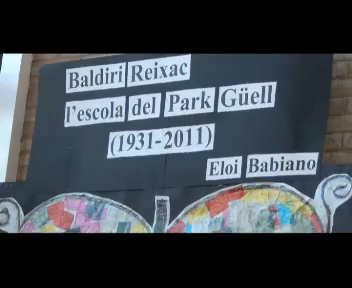 Baldiri Reixac
l'escola del Park Güell
(1931-2011)
Eloi Babiano